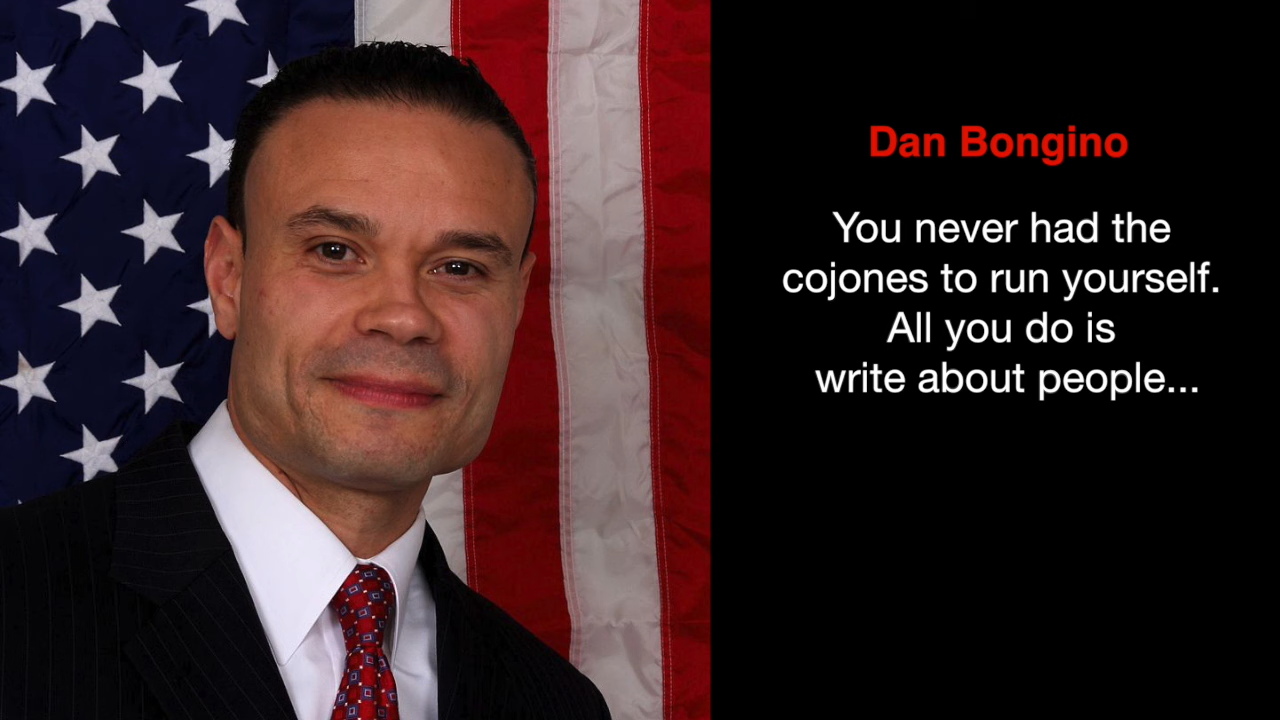 Dan Bongino
You never had the
cojones to run yourself.
All you do is
write about people...